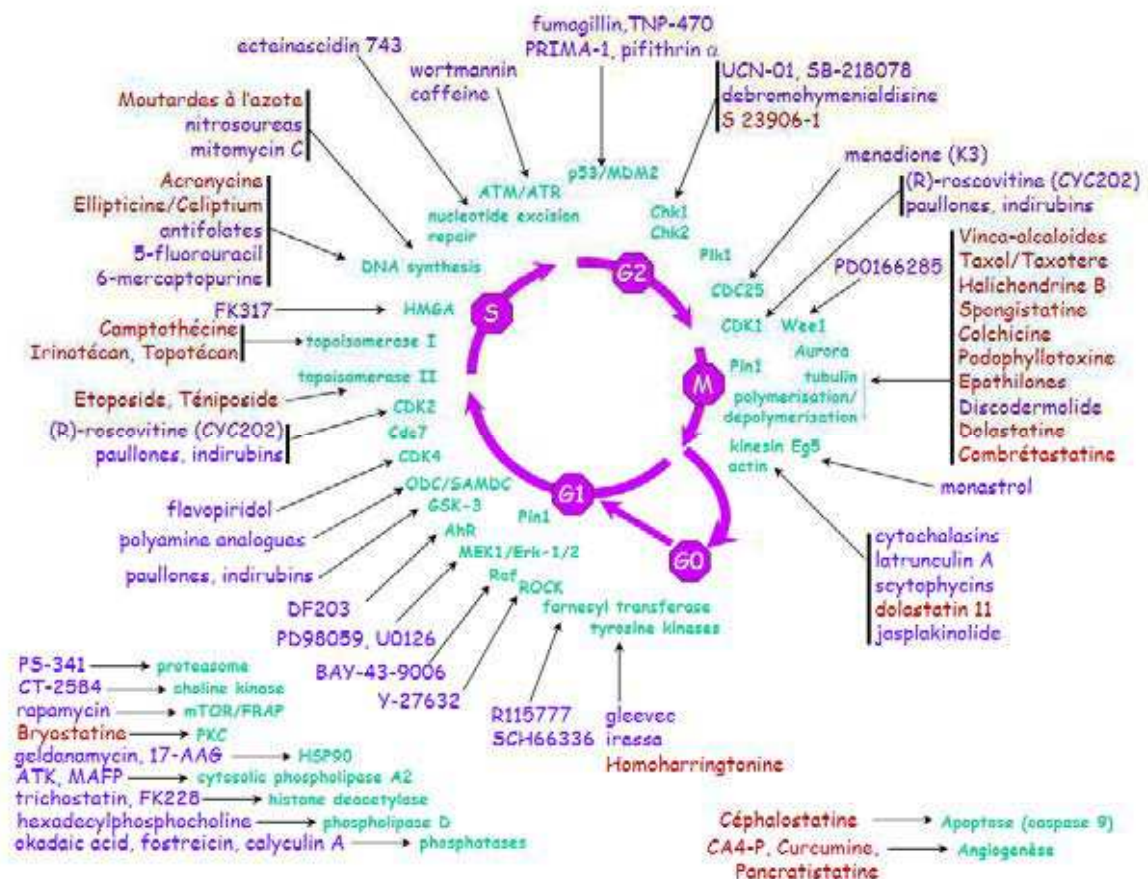 fumagillin, TNP-470
PRIMA-1, pifithrin α
ecteinascidin 743
wortmannin
caffeine
UCN-01, SB-218078
debromohymenialdisine
S 23906-1
Moutardes à l'azote
nitrosoureas
mitomycin C
menadione (K3)
(R)-roscovitine (CYC202)
paullones, indirubins
Acronycine
Ellipticine/Celiptium
antifolates
5-fluorouracil
6-mercaptopurine
p53/MDM2
ATM/ATR
nucleotide excision
repair
DNA synthesis
Chk1
Chk2
Plk1
CDC25
PD0166285
CDK1
Wee1
Aurora
Pin1
tubulin
polymerisation/
depolymerisation
kinesin Eg5
actin
Vinca-alcaloides
Taxol/Taxotere
Halichondrine B
Spongistatine
Colchicine
Podophyllotoxine
Epothilones
Discodermolide
Dolastatine
Combrétastatine
monastrol
FK317
HMGA
Camptothécine
Irinotécan, Topotécan
topoisomerase I
topoisomerase II
Etoposide, Téniposide
CDK2
(R)-roscovitine (CYC202)
paullones, indirubins
Cdc7
CDK4
flavopiridol
ODC/SAMDC
polyamine analogues
GSK-3
paullones, indirubins
Pin1
AhR
MEK1/Erk-1/2
Raf
ROCK
farnesyl transferase
tyrosine kinases
S
G2
M
G1
G0
DF203
PD98059, U0126
BAY-43-9006
Y-27632
R115777
SCH66336
gleevec
iressa
Homoharringtonine
cytochalasins
latrunculin A
scytophycins
dolastatin 11
jasplakinolide
PS-341
proteasome
CT-2584
choline kinase
rapamycin
mTOR/FRAP
Bryostatine
PKC
geldanamycin, 17-AAG
HSP90
ATK, MAFP
cytosolic phospholipase A2
trichostatin, FK228
histone deacetylase
hexadecylphosphocholine
phospholipase D
okadaic acid, fostreicin, calyculin A
phosphatases
Céphalostatine
Apoptose (caspase 9)
CA4-P, Curcumine,
Pancratistatine
Angiogenèse